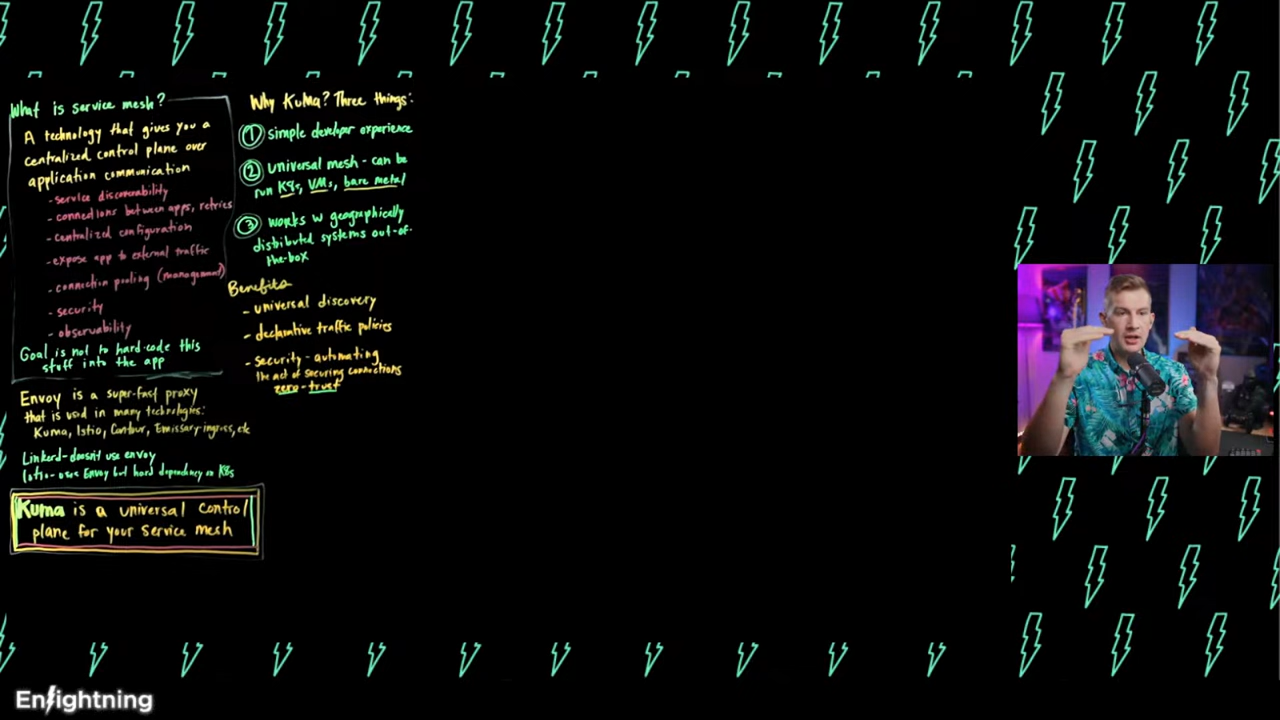 What is service mesh?
A technology that gives you a
centralized control plane over
application communication
- service discoverability
- connections between apps, retries
- centralized configuration
- expose app to external traffic
- connection pooling (management)
- security
- observability
Goal is not to hard-code this
stuff into the app
Envoy is a super-fast proxy
that is used in many technologies:
Kuma, Istio, Contour, Emissary-ingress, etc
Linkerd - doesn't use envoy
Istio - uses Envoy but hard dependency on K8s
Kuma is a universal control
plane for your service mesh
Why Kuma? Three things:
1 simple developer experience
2 universal mesh - can be
run K8s, VMs, bare metal
3 works w geographically
distributed systems out-of-
the-box
Benefits
- universal discovery
- declarative traffic policies
- security - automating
the act of securing connections
zero-trust
Enlightning